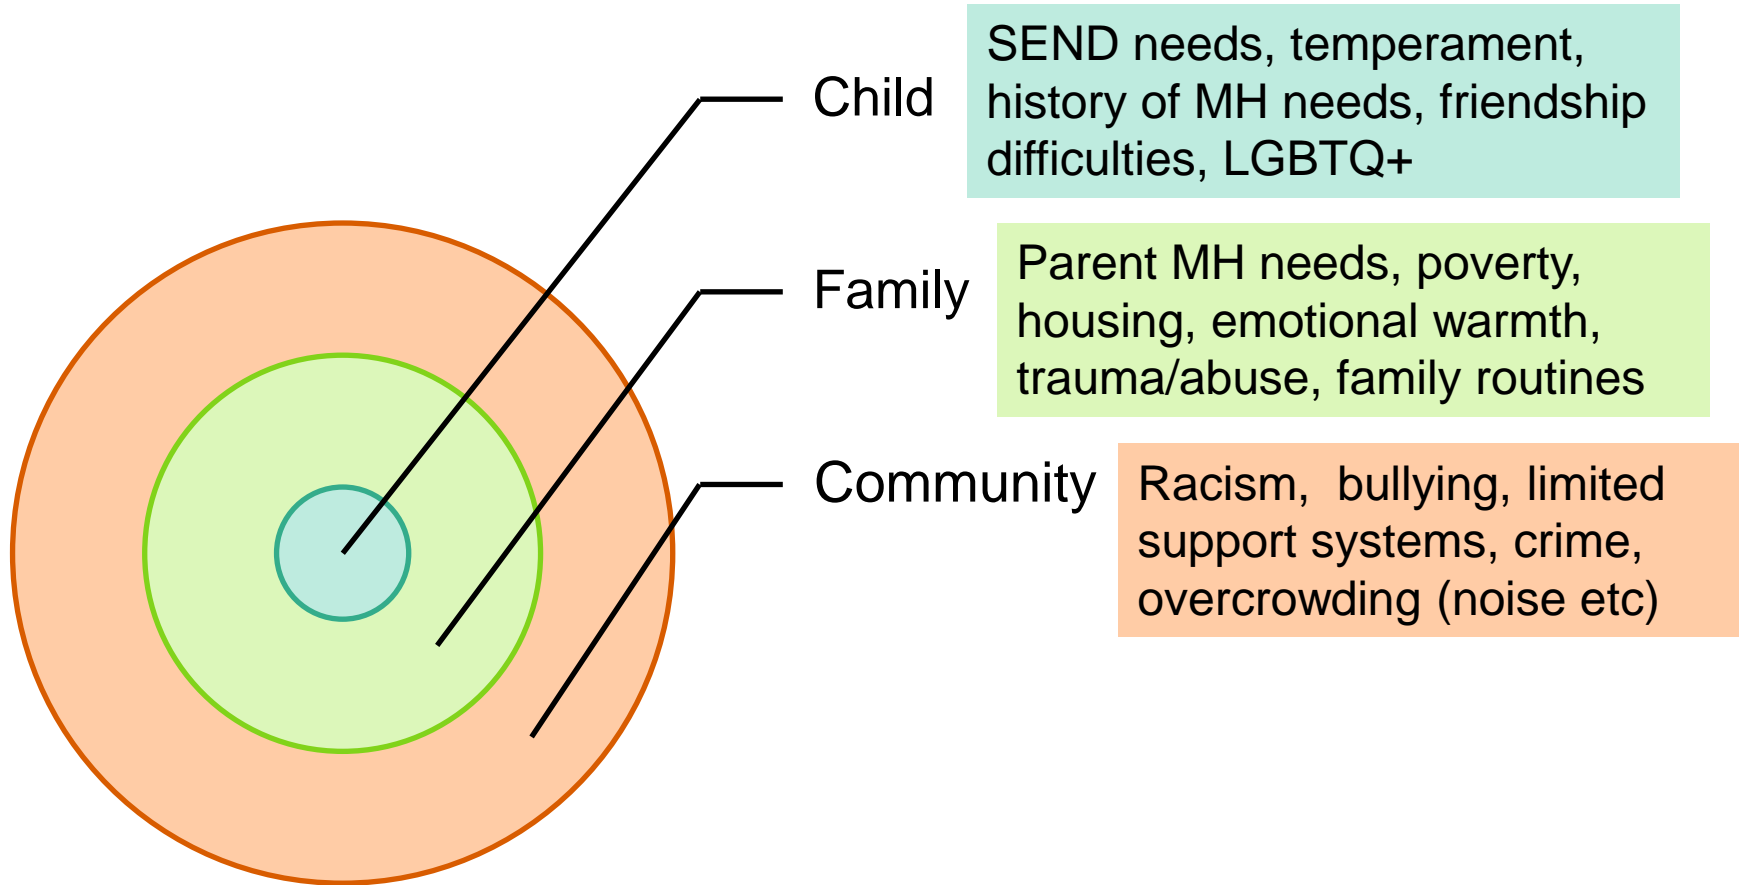 Child
SEND needs, temperament,
history of MH needs, friendship
difficulties, LGBTQ+
Family
Parent MH needs, poverty,
housing, emotional warmth,
trauma/abuse, family routines
Community
Racism,  bullying, limited
support systems, crime,
overcrowding (noise etc)